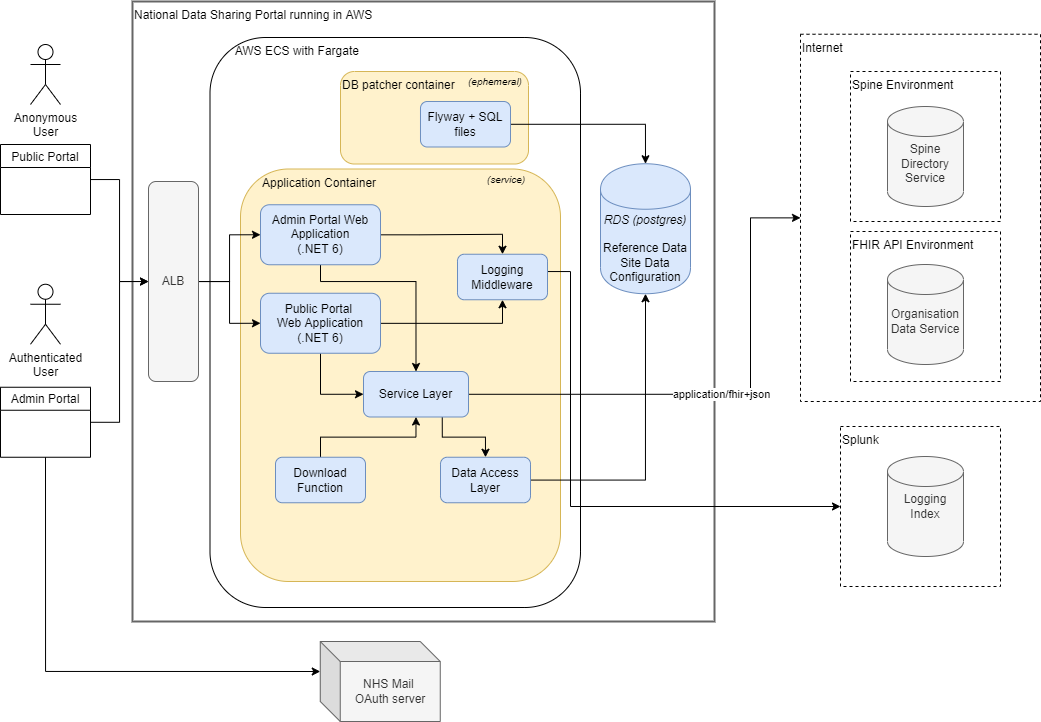 National Data Sharing Portal running in AWS
AWS ECS with Fargate
Internet
DB patcher container
(ephemeral)
Flyway + SQL
files
Spine Environment
Spine
Directory
Service
Anonymous
User
Public Portal
Application Container
(service)
Admin Portal Web
Application
(.NET 6)
RDS (postgres)
Reference Data
Site Data
Configuration
Logging
Middleware
ALB
FHIR API Environment
Organisation
Data Service
Public Portal
Web Application
(.NET 6)
Authenticated
User
Admin Portal
Service Layer
application/fhir+json
Splunk
Logging
Index
Download
Function
Data Access
Layer
NHS Mail
OAuth server